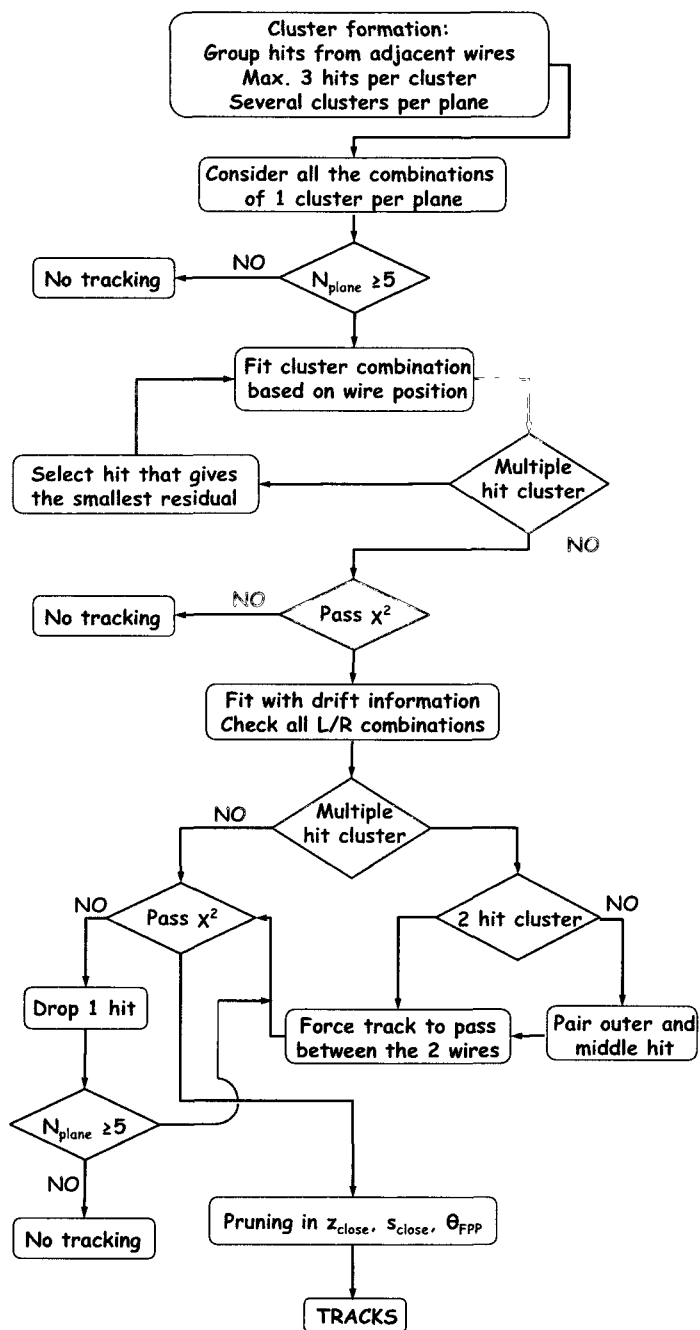 Cluster formation:
Group hits from adjacent wires
Max. 3 hits per cluster
Several clusters per plane
Consider all the combinations
of 1 cluster per plane
NO
No tracking
N_plane ≥5
Fit cluster combination
based on wire position
Select hit that gives
the smallest residual
Multiple
hit cluster
NO
NO
No tracking
Pass χ²
Fit with drift information
Check all L/R combinations
NO
Multiple
hit cluster
NO
Pass χ²
2 hit cluster
NO
Drop 1 hit
Force track to pass
between the 2 wires
Pair outer and
middle hit
N_plane ≥5
NO
No tracking
Pruning in z_close, s_close, θ_FPP
TRACKS